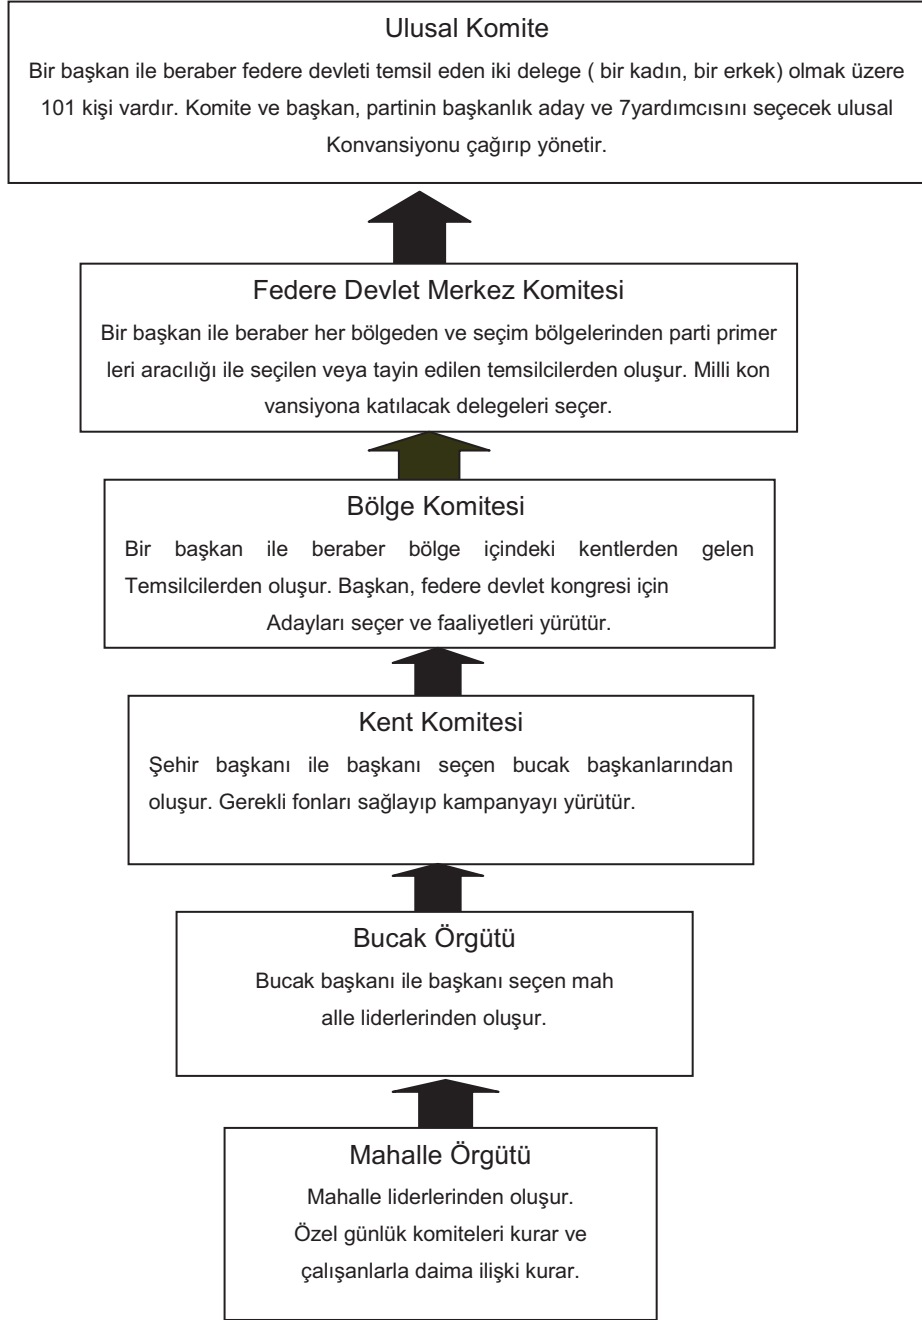 Ulusal Komite
Bir başkan ile beraber federe devleti temsil eden iki delege ( bir kadın, bir erkek) olmak üzere
101 kişi vardır. Komite ve başkan, partinin başkanlık aday ve 7yardımcısını seçecek ulusal
Konvansiyonu çağırıp yönetir.
Federe Devlet Merkez Komitesi
Bir başkan ile beraber her bölgeden ve seçim bölgelerinden parti primer
leri aracılığı ile seçilen veya tayin edilen temsilcilerden oluşur. Milli kon
vansiyona katılacak delegeleri seçer.
Bölge Komitesi
Bir başkan ile beraber bölge içindeki kentlerden gelen
Temsilcilerden oluşur. Başkan, federe devlet kongresi için
Adayları seçer ve faaliyetleri yürütür.
Kent Komitesi
Şehir başkanı ile başkanı seçen bucak başkanlarından
oluşur. Gerekli fonları sağlayıp kampanyayı yürütür.
Bucak Örgütü
Bucak başkanı ile başkanı seçen mah
alle liderlerinden oluşur.
Mahalle Örgütü
Mahalle liderlerinden oluşur.
Özel günlük komiteleri kurar ve
çalışanlarla daima ilişki kurar.